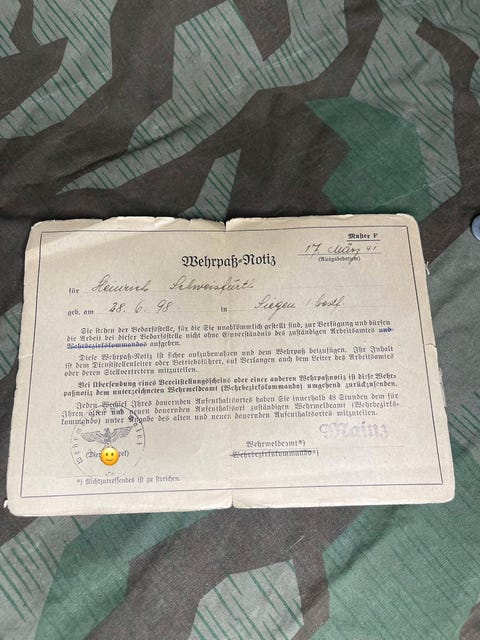 Muster F
17. März 41
(Ausgabedatum)
Wehrpaß-Notiz
für Heinrich Schweisfurth
geb. am 28. 6. 98 in Siegen / Westf.
Sie stehen der Bedarfsstelle, für die Sie unabkömmlich gestellt sind, zur Verfügung und dürfen
die Arbeit bei dieser Bedarfsstelle nicht ohne Einverständnis des zuständigen Arbeitsamtes und
Wehrbezirkskommandos aufgeben.
Diese Wehrpaß-Notiz ist sicher aufzubewahren und dem Wehrpaß beizufügen. Ihr Inhalt
ist dem Dienststellenleiter oder Betriebsführer, auf Verlangen auch dem Leiter des Arbeitsamtes
oder deren Stellvertretern mitzuteilen.
Bei Übersendung eines Bereitstellungsscheins oder einer anderen Wehrpaßnotiz ist diese Wehr-
paßnotiz dem unterzeichneten Wehrmeldeamt (Wehrbezirkskommando) umgehend zurückzusenden.
Jeden Wechsel Ihres dauernden Aufenthaltsortes haben Sie innerhalb 48 Stunden dem für
Ihren alten und neuen dauernden Aufenthaltsort zuständigen Wehrmeldeamt (Wehrbezirks-
kommando) unter Angabe des alten und neuen dauernden Aufenthaltsortes mitzuteilen.
Mainz
Wehrmeldeamt*)
Wehrbezirkskommando*)
*) Nichtzutreffendes ist zu streichen.